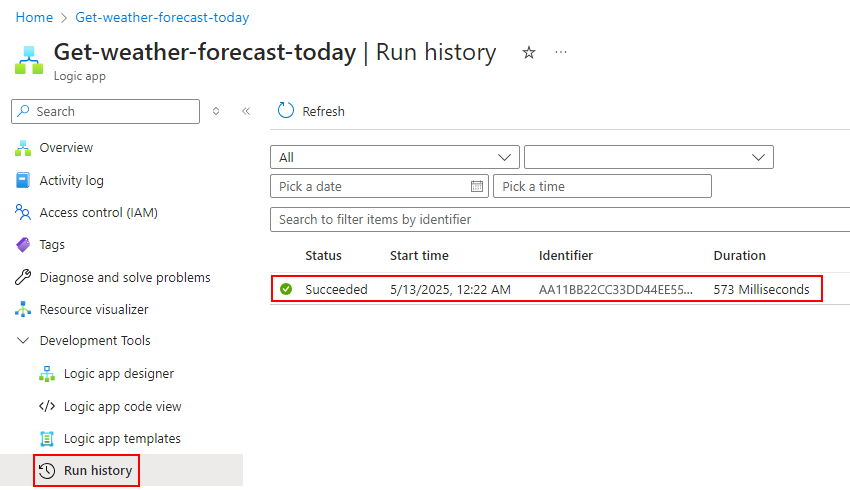 Home > Get-weather-forecast-today
Get-weather-forecast-today | Run history
Logic app
Search
Refresh
Overview
Activity log
Access control (IAM)
Tags
Diagnose and solve problems
Resource visualizer
Development Tools
Logic app designer
Logic app code view
Logic app templates
Run history
All
Pick a date
Pick a time
Search to filter items by identifier
Status Start time Identifier Duration
Succeeded 5/13/2025, 12:22 AM AA11BB22CC33DD44EE55... 573 Milliseconds